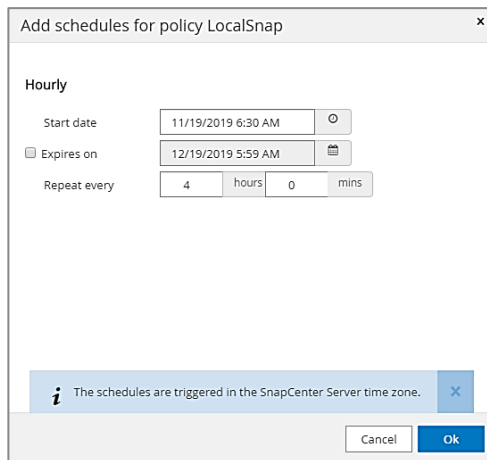 Add schedules for policy LocalSnap x
Hourly
Start date 11/19/2019 6:30 AM
Expires on 12/19/2019 5:59 AM
Repeat every 4 hours 0 mins
i The schedules are triggered in the SnapCenter Server time zone. ×
Cancel Ok